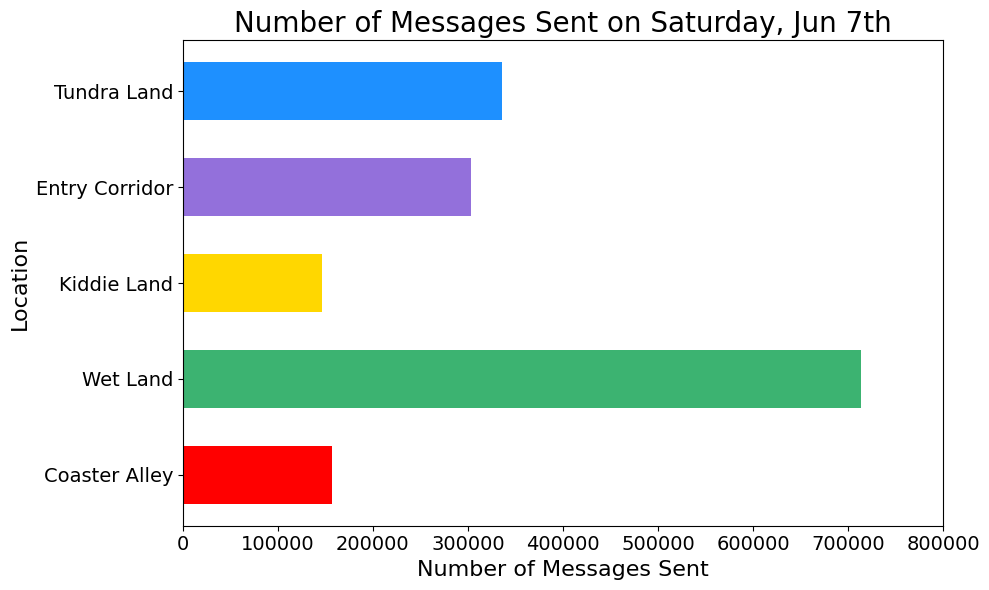 Number of Messages Sent on Saturday, Jun 7th
Tundra Land
Entry Corridor
Kiddie Land
Wet Land
Coaster Alley
Location
0 100000 200000 300000 400000 500000 600000 700000 800000
Number of Messages Sent